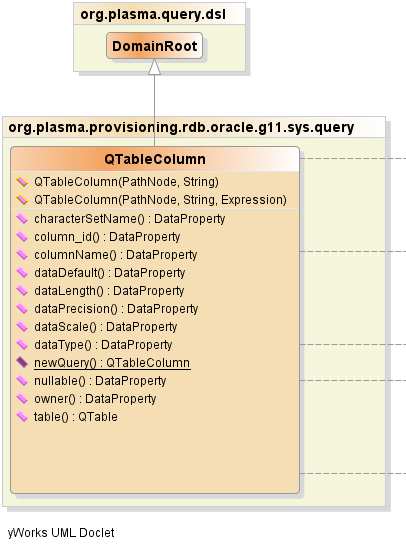 org.plasma.query.dsl
DomainRoot
org.plasma.provisioning.rdb.oracle.g11.sys.query
QTableColumn
QTableColumn(PathNode, String)
QTableColumn(PathNode, String, Expression)
characterSetName() : DataProperty
column_id() : DataProperty
columnName() : DataProperty
dataDefault() : DataProperty
dataLength() : DataProperty
dataPrecision() : DataProperty
dataScale() : DataProperty
dataType() : DataProperty
newQuery() : QTableColumn
nullable() : DataProperty
owner() : DataProperty
table() : QTable
yWorks UML Doclet